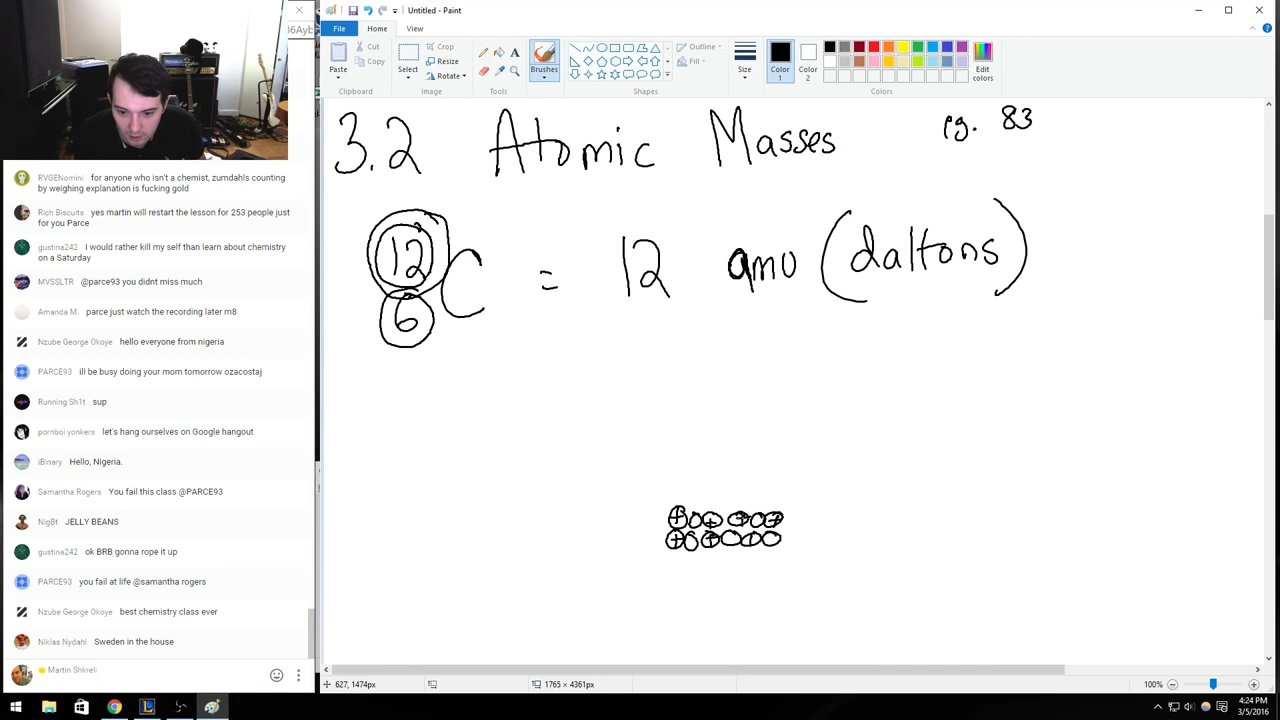 Untitled - Paint
36Ayb
File Home View
Paste Cut Copy
Select Crop Resize Rotate
Brushes
Outline
Fill
Size Color 1 Color 2 Edit colors
Clipboard Image Tools Shapes Colors
3.2 Atomic Masses pg. 83
12 6 C = 12 amu (daltons)
RVGENomini for anyone who isn't a chemist, zumdahls counting
by weighing explanation is fucking gold
Rich Biscuits yes martin will restart the lesson for 253 people just
for you Parce
gustina242 I would rather kill my self than learn about chemistry
on a Saturday
MVSSLTR @parce93 you didnt miss much
Amanda M. parce just watch the recording later m8
Nzube George Okoye hello everyone from nigeria
PARCE93 ill be busy doing your mom tomorrow ozacostaj
Running Sh1t sup
pornboi yonkers let's hang ourselves on Google hangout
iBinary Hello, Nigeria.
Samantha Rogers You fail this class @PARCE93
NigBt JELLY BEANS
gustina242 ok BRB gonna rope it up
PARCE93 you fail at life @samantha rogers
Nzube George Okoye best chemistry class ever
Niklas Nydahl Sweden in the house
Martin Shkreli
627, 1474px 1765 x 4361px 100%
4:24 PM
3/5/2016